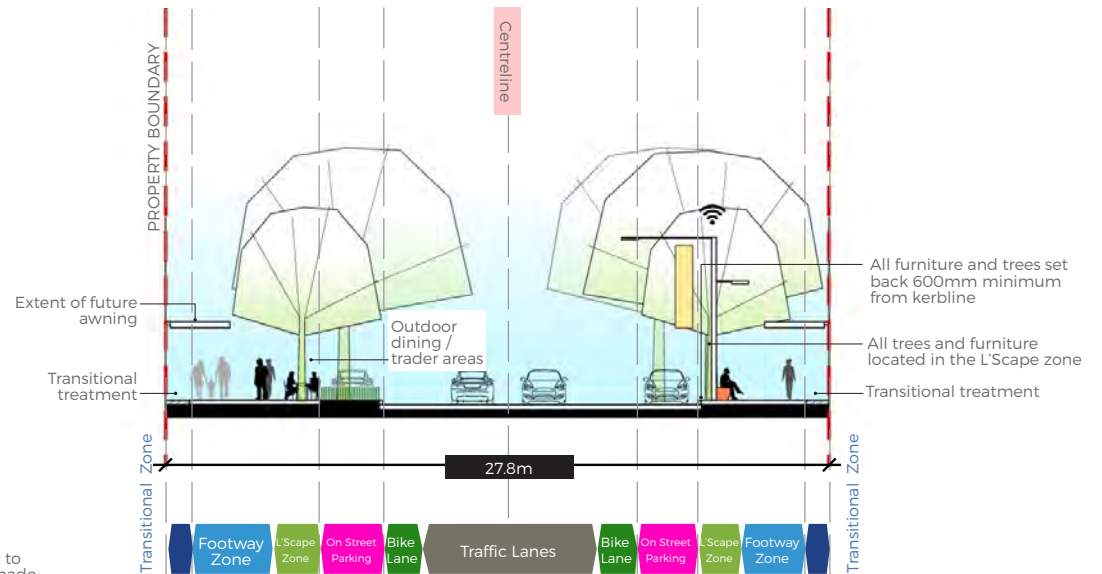 PROPERTY BOUNDARY
Centreline
Extent of future
awning
Transitional
treatment
Outdoor
dining /
trader areas
All furniture and trees set
back 600mm minimum
from kerbline
All trees and furniture
located in the L'Scape zone
Transitional treatment
Transitional Zone
27.8m
Transitional Zone
Footway
Zone
L'Scape
Zone
On Street
Parking
Bike
Lane
Traffic Lanes
Bike
Lane
On Street
Parking
L'Scape
Zone
Footway
Zone
to